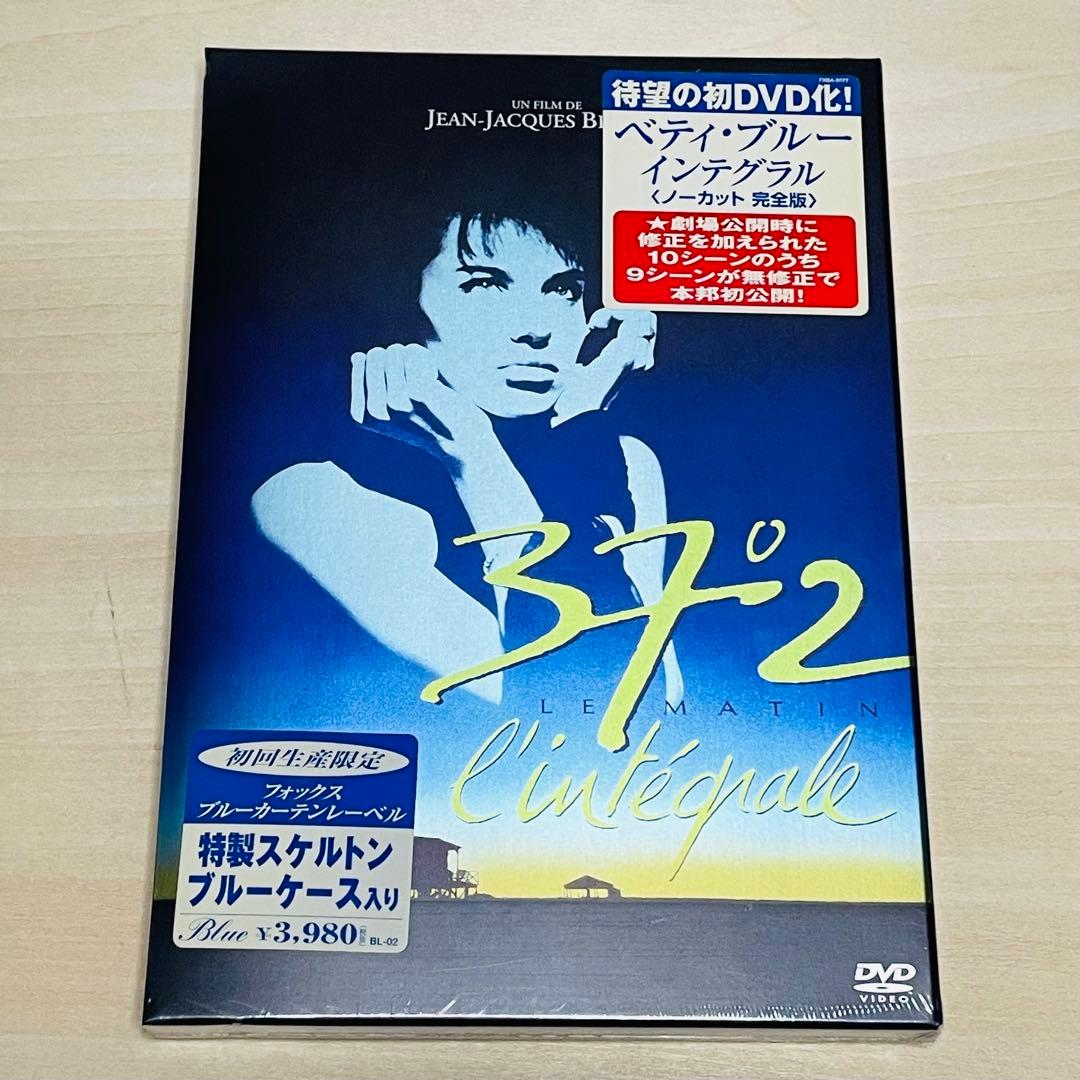 UN FILM DE
JEAN-JACQUES
FXBA-3177
待望の初DVD化!
ベティ・ブルー
インテグラル
〈ノーカット 完全版〉
★劇場公開時に
修正を加えられた
10シーンのうち
9シーンが無修正で
本邦初公開!
37°2
LE MATIN
l'intégrale
初回生産限定
フォックス
ブルーカーテンレーベル
特製スケルトン
ブルーケース入り
Blue ¥3,980 BL-02
DVD
VIDEO